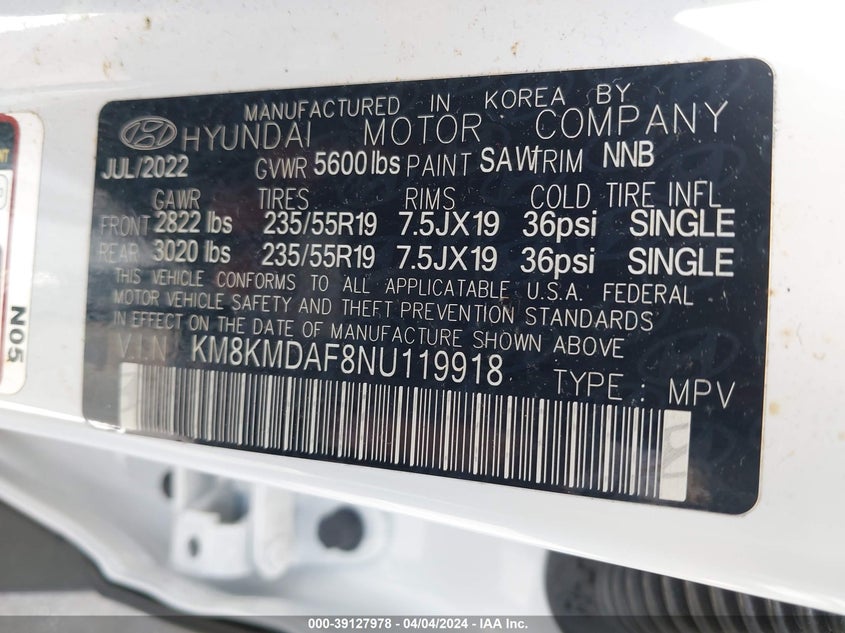 MANUFACTURED IN KOREA BY
HYUNDAI MOTOR COMPANY
JUL/2022 GVWR 5600 lbs PAINT SAW TRIM NNB
GAWR TIRES RIMS COLD TIRE INFL
FRONT 2822 lbs 235/55R19 7.5JX19 36psi SINGLE
REAR 3020 lbs 235/55R19 7.5JX19 36psi SINGLE
THIS VEHICLE CONFORMS TO ALL APPLICATABLE U.S.A. FEDERAL
MOTOR VEHICLE SAFETY AND THEFT PREVENTION STANDARDS
IN EFFECT ON THE DATE OF MANUFACTURE SHOWN ABOVE
V.I.N KM8KMDAF8NU119918 TYPE : MPV
N05
000-39127978 - 04/04/2024 - IAA Inc.